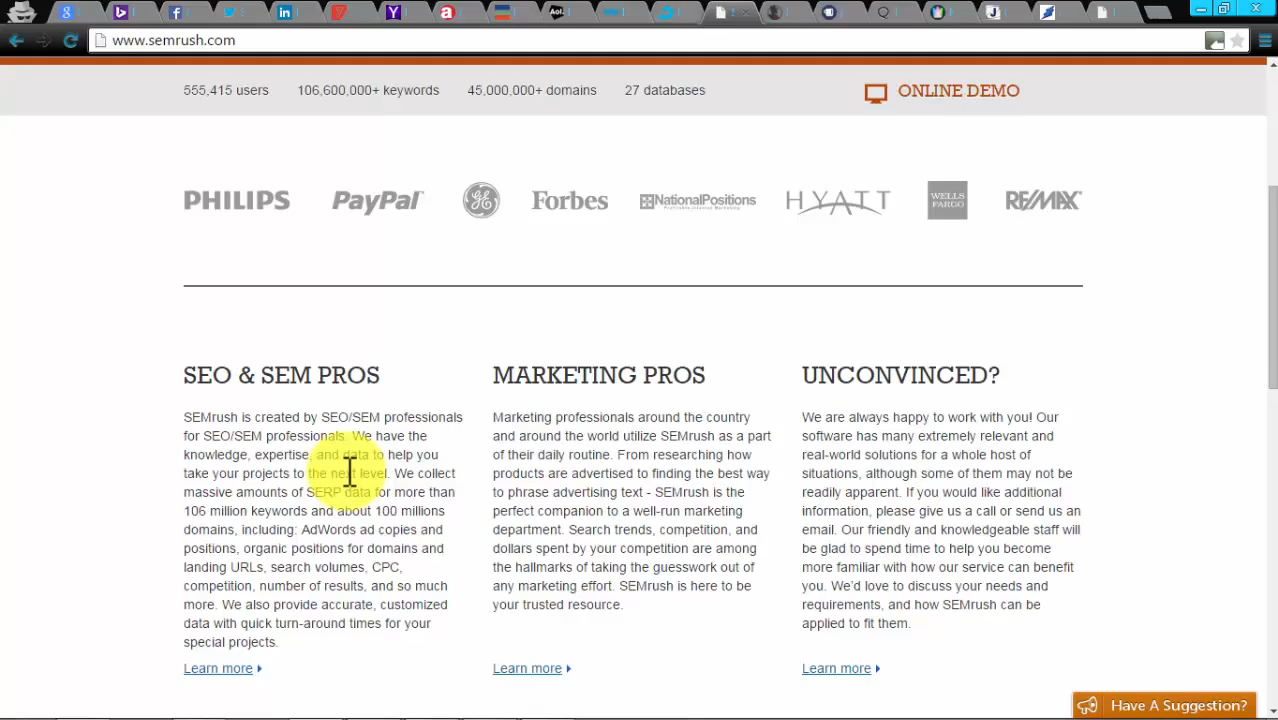 www.semrush.com
555,415 users 106,600,000+ keywords 45,000,000+ domains 27 databases ONLINE DEMO
PHILIPS PayPal GE Forbes NationalPositions HYATT WELLS FARGO RE/MAX
SEO & SEM PROS
SEMrush is created by SEO/SEM professionals
for SEO/SEM professionals. We have the
knowledge, expertise, and data to help you
take your projects to the next level. We collect
massive amounts of SERP data for more than
106 million keywords and about 100 millions
domains, including: AdWords ad copies and
positions, organic positions for domains and
landing URLs, search volumes, CPC,
competition, number of results, and so much
more. We also provide accurate, customized
data with quick turn-around times for your
special projects.
Learn more
MARKETING PROS
Marketing professionals around the country
and around the world utilize SEMrush as a part
of their daily routine. From researching how
products are advertised to finding the best way
to phrase advertising text - SEMrush is the
perfect companion to a well-run marketing
department. Search trends, competition, and
dollars spent by your competition are among
the hallmarks of taking the guesswork out of
any marketing effort. SEMrush is here to be
your trusted resource.
Learn more
UNCONVINCED?
We are always happy to work with you! Our
software has many extremely relevant and
real-world solutions for a whole host of
situations, although some of them may not be
readily apparent. If you would like additional
information, please give us a call or send us an
email. Our friendly and knowledgeable staff will
be glad to spend time to help you become
more familiar with how our service can benefit
you. We'd love to discuss your needs and
requirements, and how SEMrush can be
applied to fit them.
Learn more
Have A Suggestion?